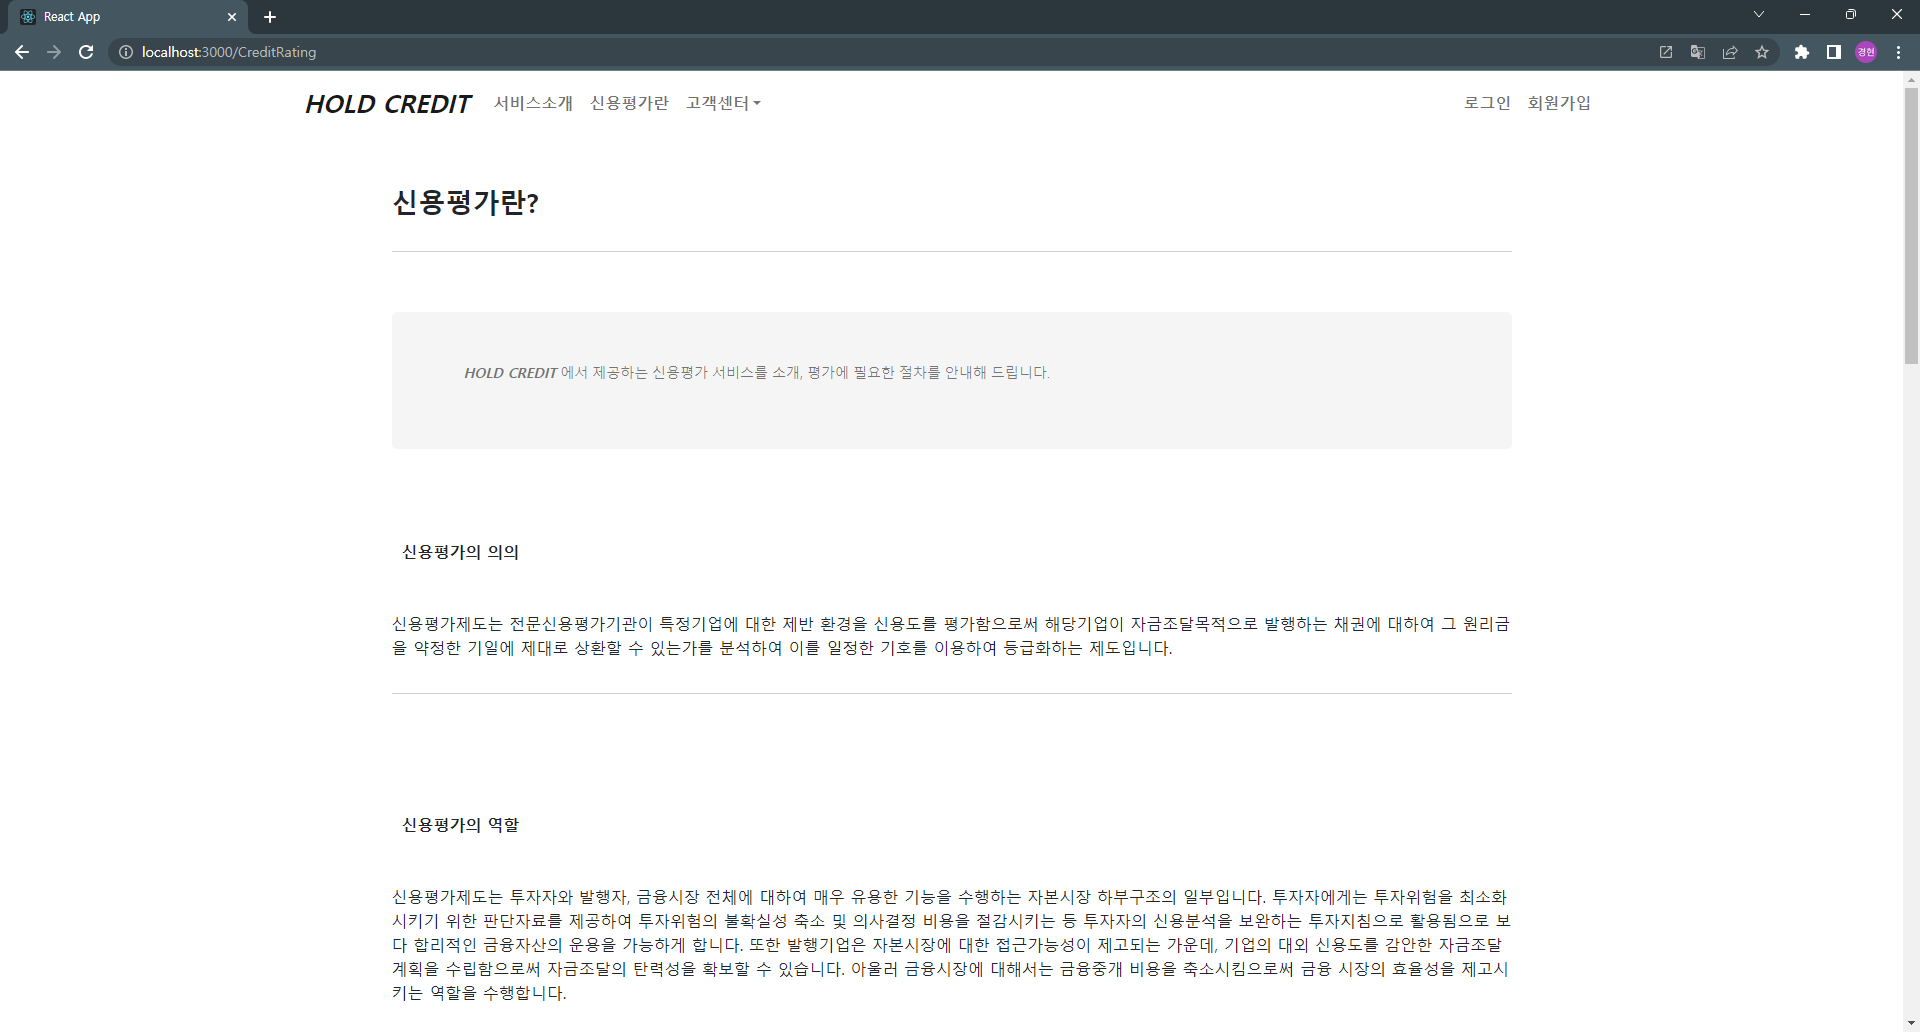 React App
localhost:3000/CreditRating
경현
HOLD CREDIT 서비스소개 신용평가란 고객센터 로그인 회원가입
신용평가란?
HOLD CREDIT 에서 제공하는 신용평가 서비스를 소개, 평가에 필요한 절차를 안내해 드립니다.
신용평가의 의의
신용평가제도는 전문신용평가기관이 특정기업에 대한 제반 환경을 신용도를 평가함으로써 해당기업이 자금조달목적으로 발행하는 채권에 대하여 그 원리금
을 약정한 기일에 제대로 상환할 수 있는가를 분석하여 이를 일정한 기호를 이용하여 등급화하는 제도입니다.
신용평가의 역할
신용평가제도는 투자자와 발행자, 금융시장 전체에 대하여 매우 유용한 기능을 수행하는 자본시장 하부구조의 일부입니다. 투자자에게는 투자위험을 최소화
시키기 위한 판단자료를 제공하여 투자위험의 불확실성 축소 및 의사결정 비용을 절감시키는 등 투자자의 신용분석을 보완하는 투자지침으로 활용됨으로 보
다 합리적인 금융자산의 운용을 가능하게 합니다. 또한 발행기업은 자본시장에 대한 접근가능성이 제고되는 가운데, 기업의 대외 신용도를 감안한 자금조달
계획을 수립함으로써 자금조달의 탄력성을 확보할 수 있습니다. 아울러 금융시장에 대해서는 금융중개 비용을 축소시킴으로써 금융 시장의 효율성을 제고시
키는 역할을 수행합니다.